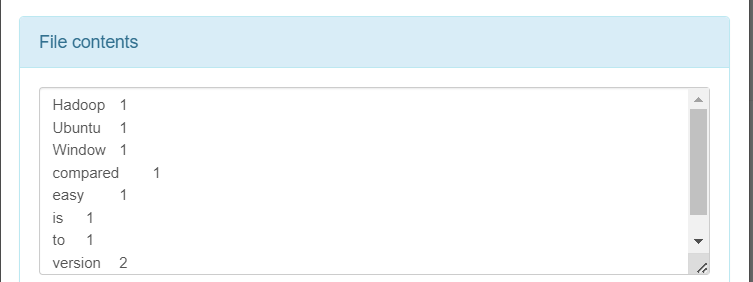 File contents
Hadoop 1
Ubuntu 1
Window 1
compared 1
easy 1
is 1
to 1
version 2